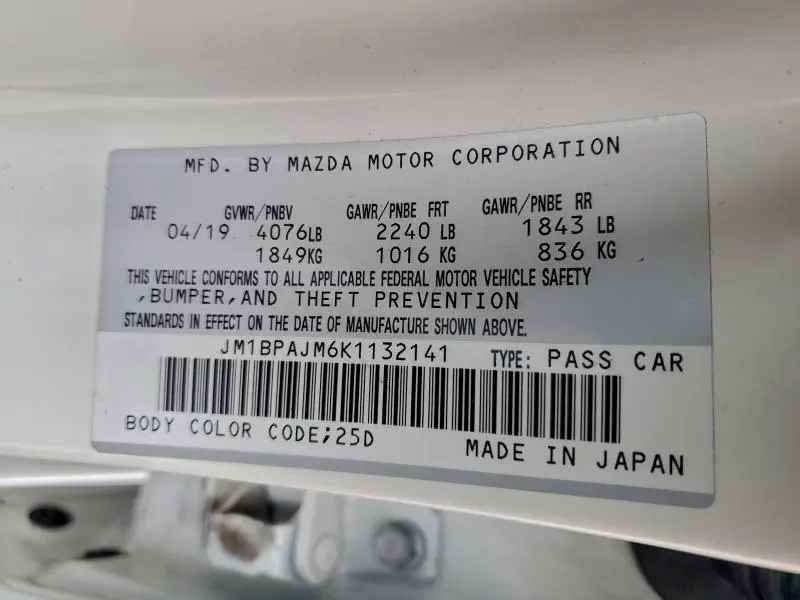 MFD. BY MAZDA MOTOR CORPORATION
DATE GVWR/PNBV GAWR/PNBE FRT GAWR/PNBE RR
04/19 4076LB 2240 LB 1843 LB
1849KG 1016 KG 836 KG
THIS VEHICLE CONFORMS TO ALL APPLICABLE FEDERAL MOTOR VEHICLE SAFETY
,BUMPER,AND THEFT PREVENTION
STANDARDS IN EFFECT ON THE DATE OF MANUFACTURE SHOWN ABOVE.
JM1BPAJM6K1132141 TYPE: PASS CAR
BODY COLOR CODE;25D MADE IN JAPAN